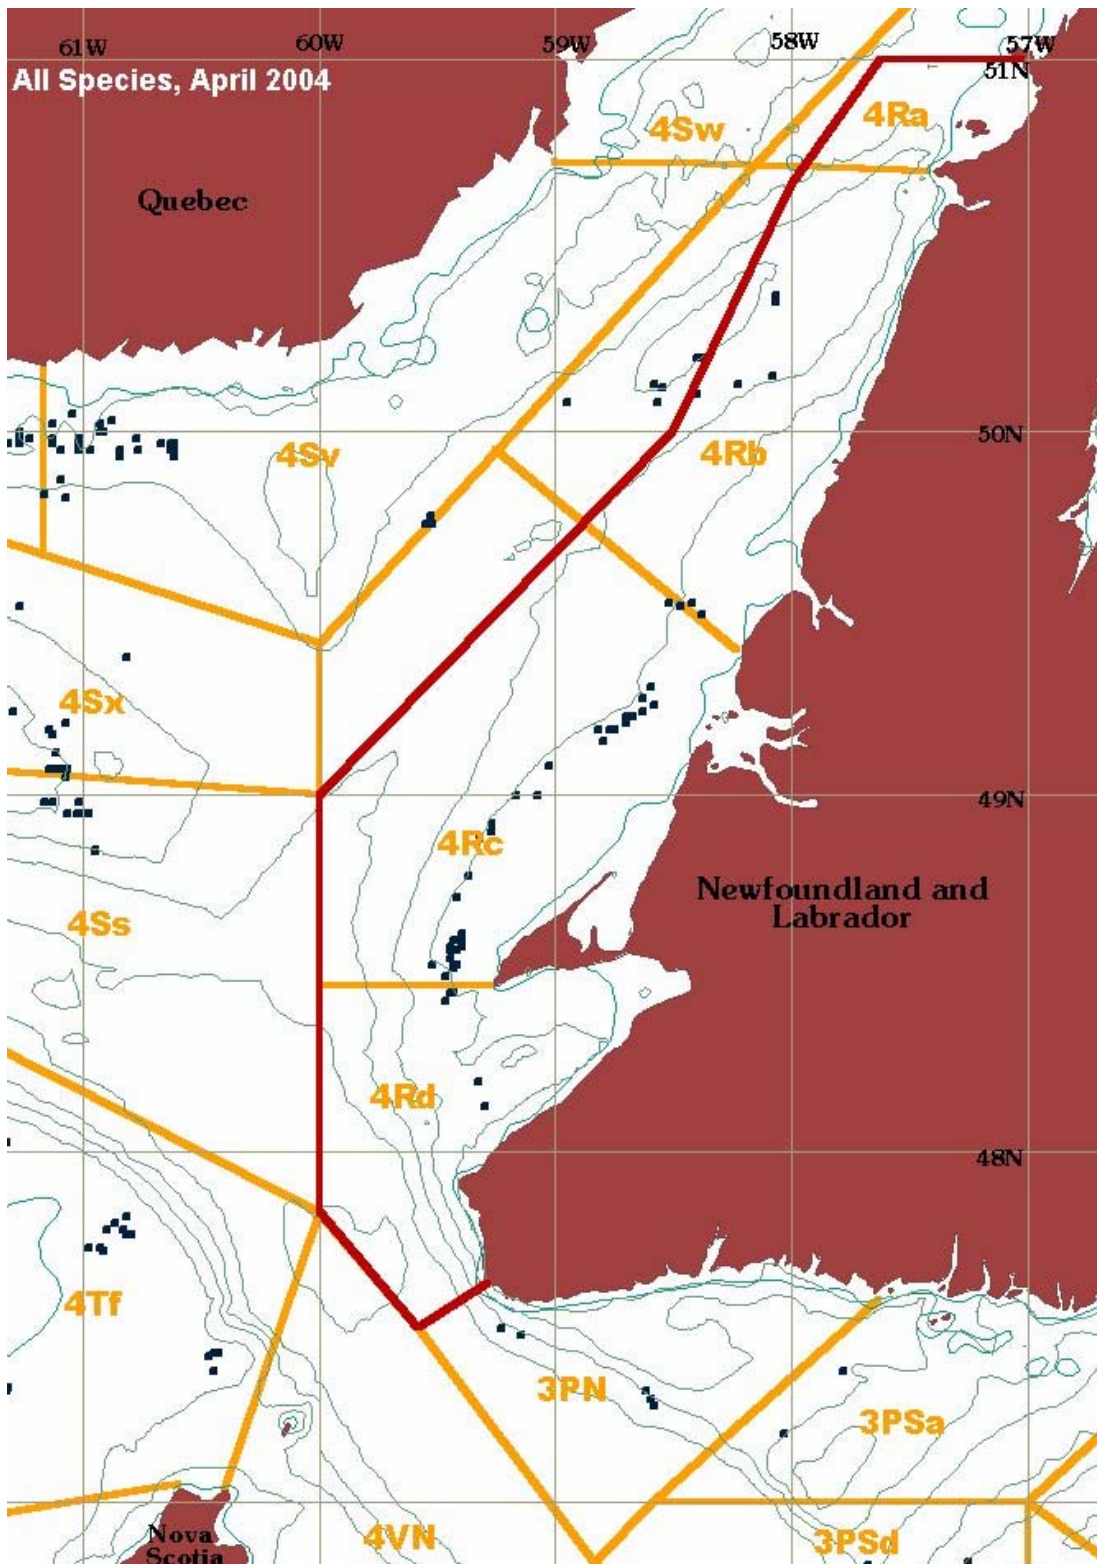 61W
60W
59W
58W
57W
51N
All Species, April 2004
4Ra
4Sw
Quebec
50N
4Sv
4Rb
4Sx
49N
4Rc
Newfoundland and
Labrador
4Ss
4Rd
48N
4Tf
3PN
3PSa
Nova
Scotia
4VN
3PSd